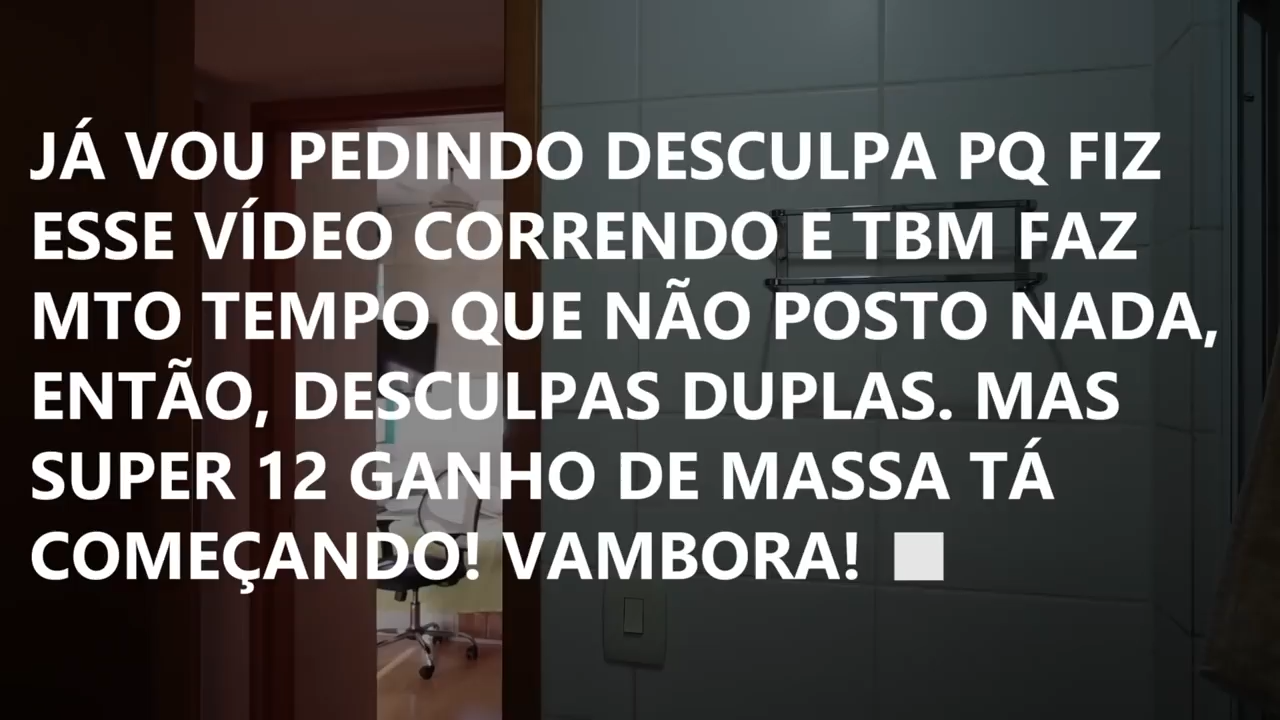 JÁ VOU PEDINDO DESCULPA PQ FIZ
ESSE VÍDEO CORRENDO E TBM FAZ
MTO TEMPO QUE NÃO POSTO NADA,
ENTÃO, DESCULPAS DUPLAS. MAS
SUPER 12 GANHO DE MASSA TÁ
COMEÇANDO! VAMBORA!